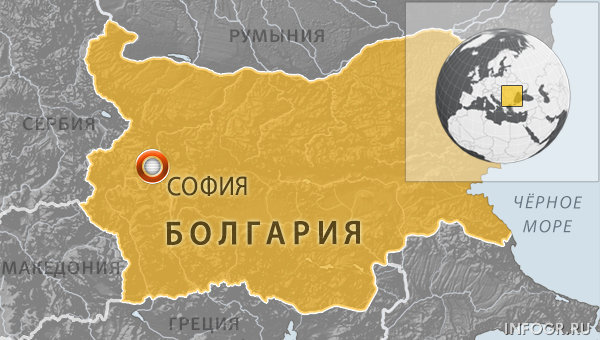 РУМЫНИЯ
СЕРБИЯ
СОФИЯ
ЧЁРНОЕ
МОРЕ
БОЛГАРИЯ
МАКЕДОНИЯ
ГРЕЦИЯ
INFOGR.RU